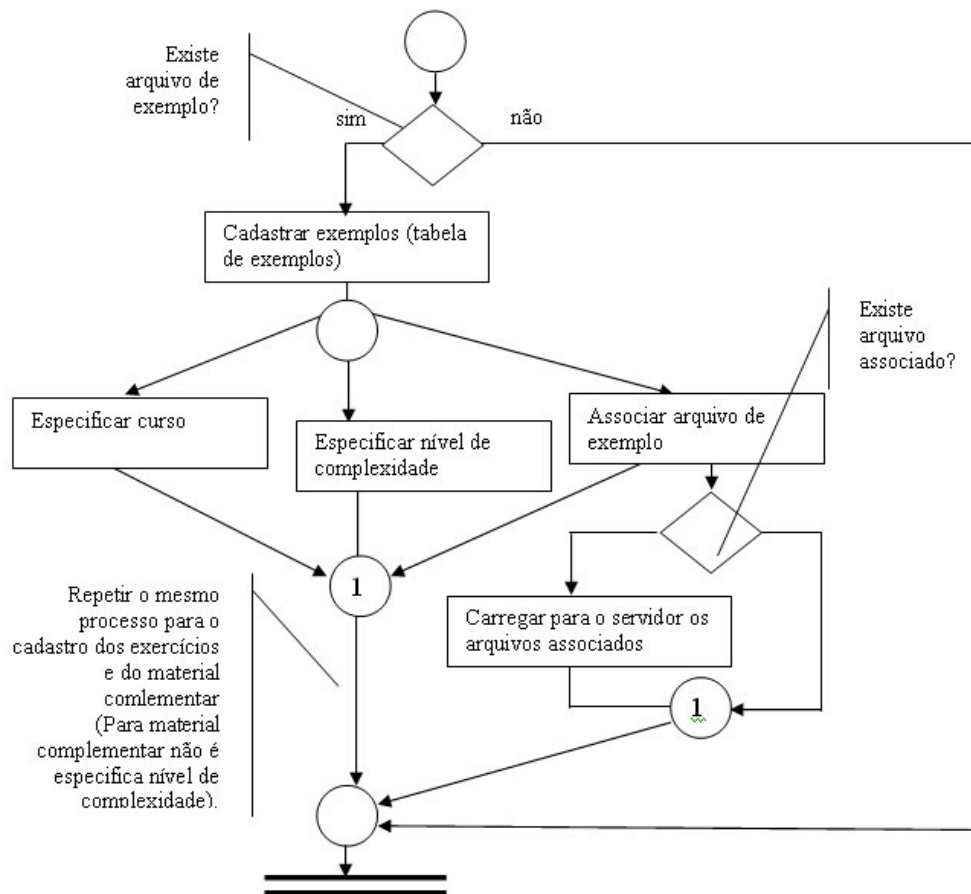 Existe
arquivo de
exemplo?
sim
não
Cadastrar exemplos (tabela
de exemplos)
Existe
arquivo
associado?
Especificar curso
Especificar nível de
complexidade
Associar arquivo de
exemplo
1
Repetir o mesmo
processo para o
cadastro dos exercícios
e do material
comlementar
(Para material
complementar não é
especifica nível de
complexidade).
Carregar para o servidor os
arquivos associados
1